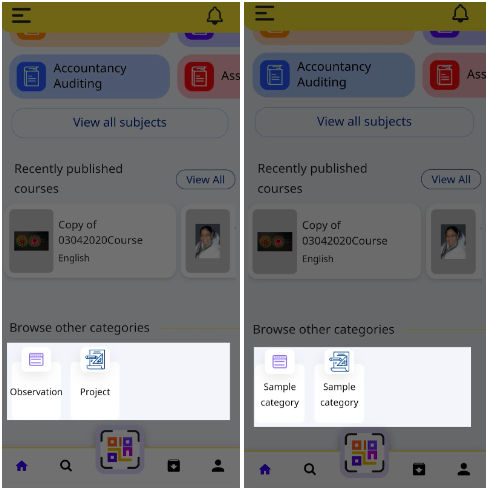 Accountancy
Auditing
Ass
View all subjects
Recently published
courses
View All
Copy of
03042020Course
English
Browse other categories
Observation
Project
Accountancy
Auditing
Ass
View all subjects
Recently published
courses
View All
Copy of
03042020Course
English
Browse other categories
Sample
category
Sample
category